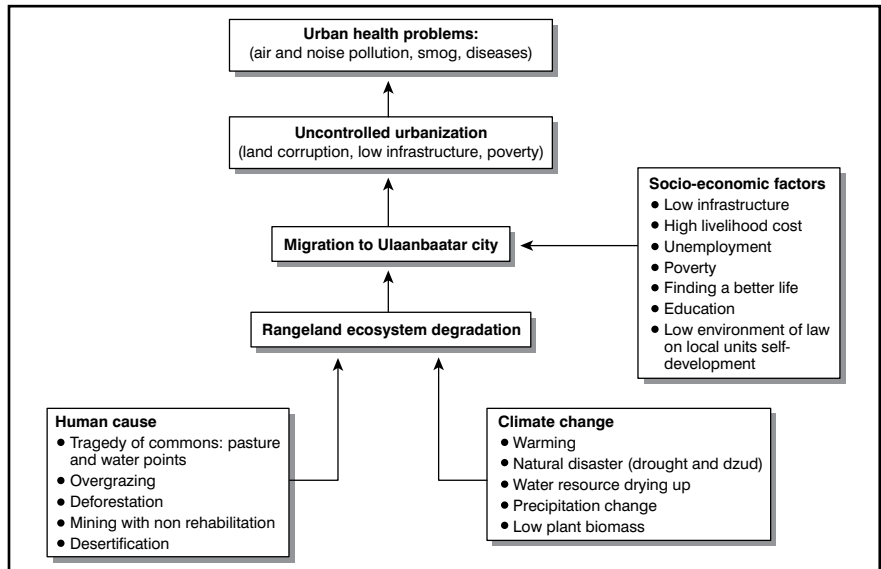 Urban health problems:
(air and noise pollution, smog, diseases)
Uncontrolled urbanization
(land corruption, low infrastructure, poverty)
Migration to Ulaanbaatar city
Socio-economic factors
● Low infrastructure
● High livelihood cost
● Unemployment
● Poverty
● Finding a better life
● Education
● Low environment of law
on local units self-
development
Rangeland ecosystem degradation
Human cause
● Tragedy of commons: pasture
and water points
● Overgrazing
● Deforestation
● Mining with non rehabilitation
● Desertification
Climate change
● Warming
● Natural disaster (drought and dzud)
● Water resource drying up
● Precipitation change
● Low plant biomass